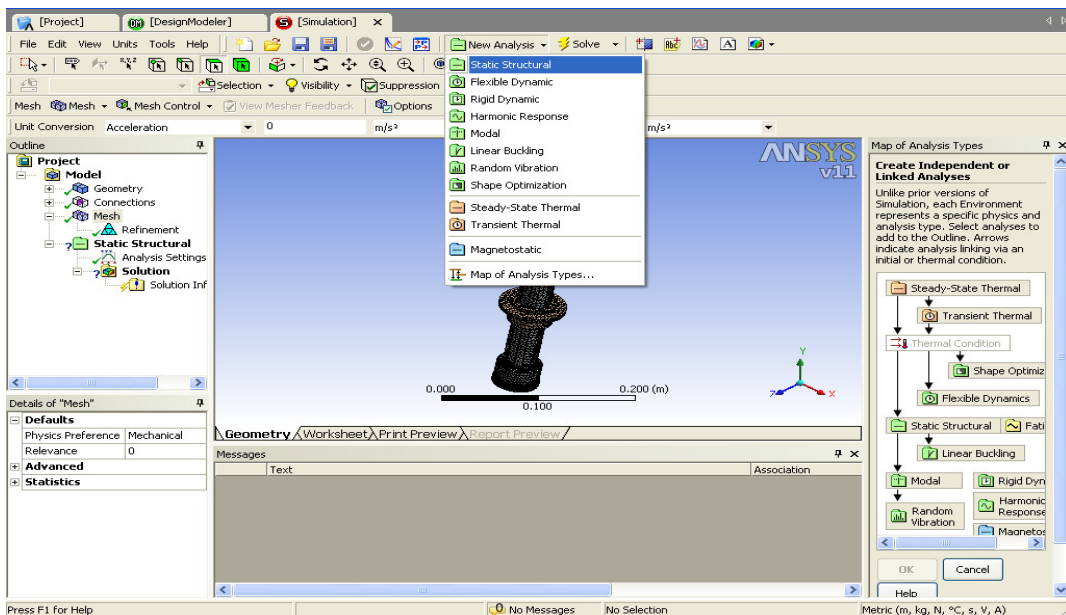 [Project] [DesignModeler] [Simulation]
File Edit View Units Tools Help New Analysis Solve
Selection Visibility Suppression
Mesh Mesh Mesh Control View Mesher Feedback Options
Unit Conversion Acceleration 0 m/s² m/s²
Static Structural
Flexible Dynamic
Rigid Dynamic
Harmonic Response
Modal
Linear Buckling
Random Vibration
Shape Optimization
Steady-State Thermal
Transient Thermal
Magnetostatic
Map of Analysis Types...
Outline
Project
Model
Geometry
Connections
Mesh
Refinement
Static Structural
Analysis Settings
Solution
Solution Inf
Details of "Mesh"
Defaults
Physics Preference Mechanical
Relevance 0
Advanced
Statistics
ANSYS
v11
Y
Z X
0.000 0.200 (m)
0.100
Geometry Worksheet Print Preview Report Preview
Messages
Text Association
Map of Analysis Types
Create Independent or
Linked Analyses
Unlike prior versions of
Simulation, each Environment
represents a specific physics and
analysis type. Select analyses to
add to the Outline. Arrows
indicate analysis linking via an
initial or thermal condition.
Steady-State Thermal
Transient Thermal
Thermal Condition
Shape Optimiz
Flexible Dynamics
Static Structural Fati
Linear Buckling
Modal Rigid Dyn
Random
Vibration
Harmonic
Response
Magnetos
OK Cancel
Help
Press F1 for Help No Messages No Selection Metric (m, kg, N, °C, s, V, A)